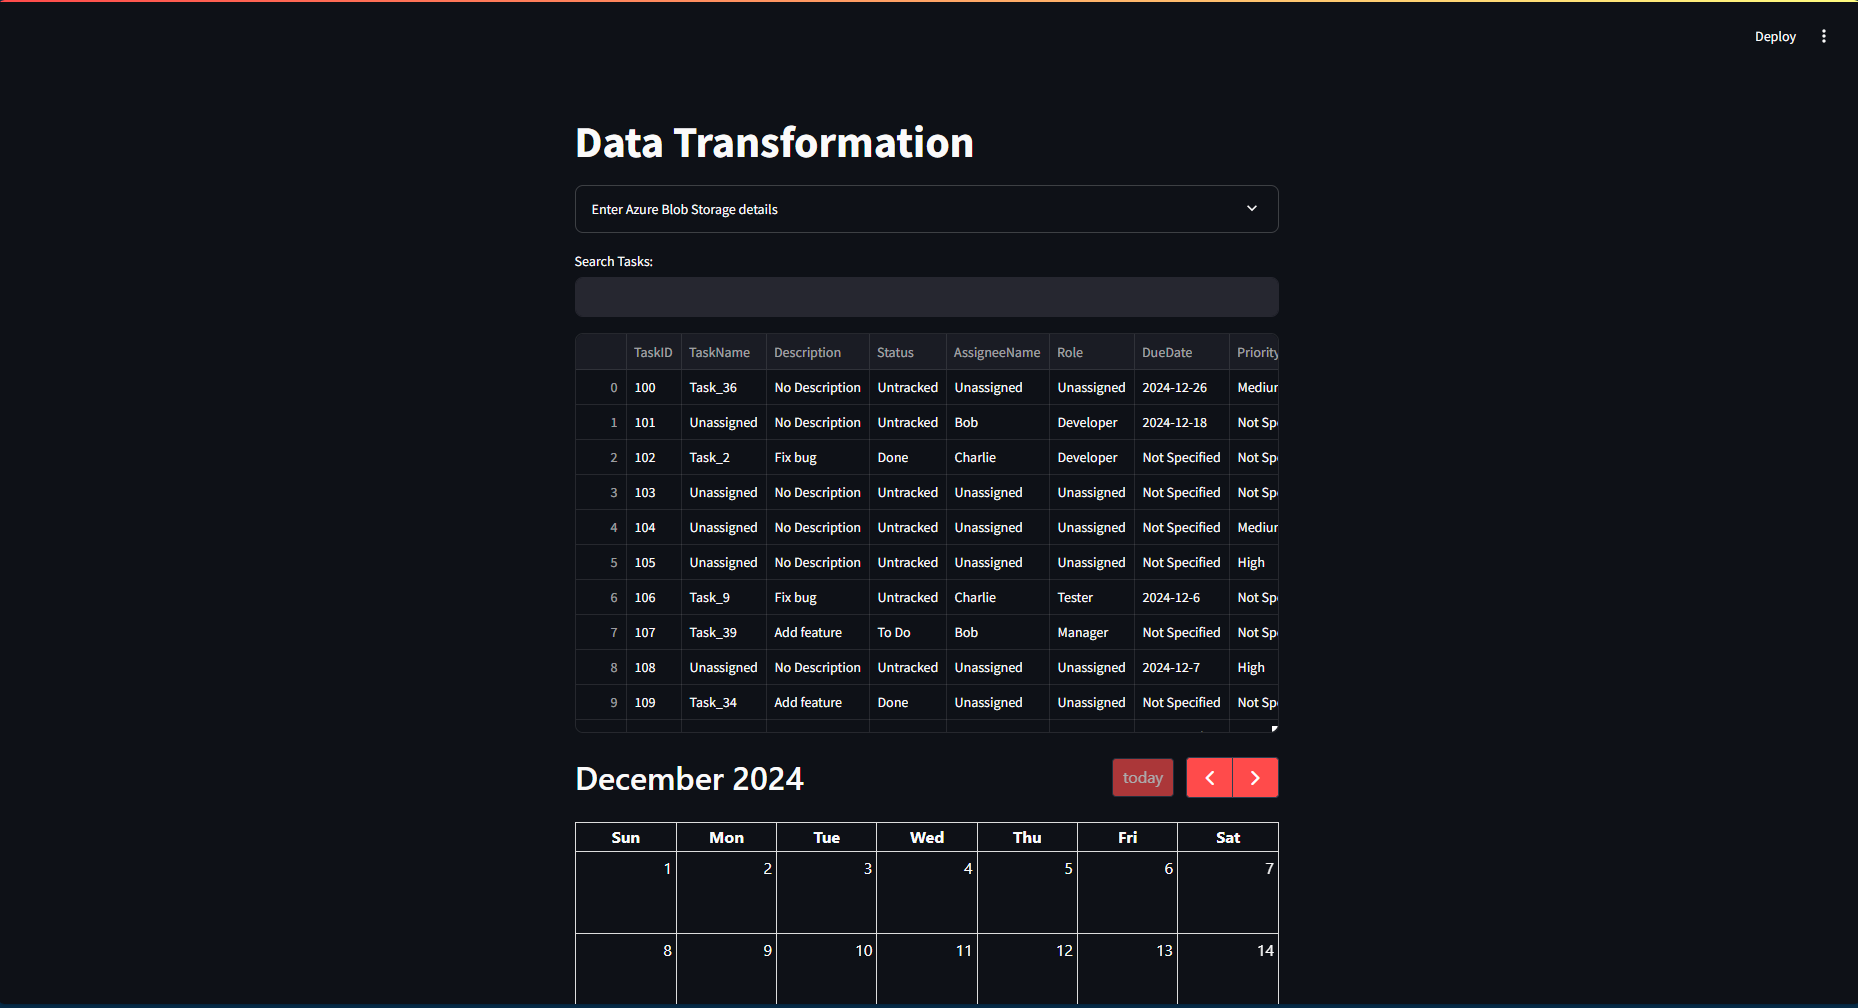 Deploy
Data Transformation
Enter Azure Blob Storage details
Search Tasks:
TaskID TaskName Description Status AssigneeName Role DueDate Priority
0 100 Task_36 No Description Untracked Unassigned Unassigned 2024-12-26 Mediur
1 101 Unassigned No Description Untracked Bob Developer 2024-12-18 Not Sp
2 102 Task_2 Fix bug Done Charlie Developer Not Specified Not Sp
3 103 Unassigned No Description Untracked Unassigned Unassigned Not Specified Not Sp
4 104 Unassigned No Description Untracked Unassigned Unassigned Not Specified Mediur
5 105 Unassigned No Description Untracked Unassigned Unassigned Not Specified High
6 106 Task_9 Fix bug Untracked Charlie Tester 2024-12-6 Not Sp
7 107 Task_39 Add feature To Do Bob Manager Not Specified Not Sp
8 108 Unassigned No Description Untracked Unassigned Unassigned 2024-12-7 High
9 109 Task_34 Add feature Done Unassigned Unassigned Not Specified Not Sp
December 2024 today
Sun Mon Tue Wed Thu Fri Sat
1 2 3 4 5 6 7
8 9 10 11 12 13 14